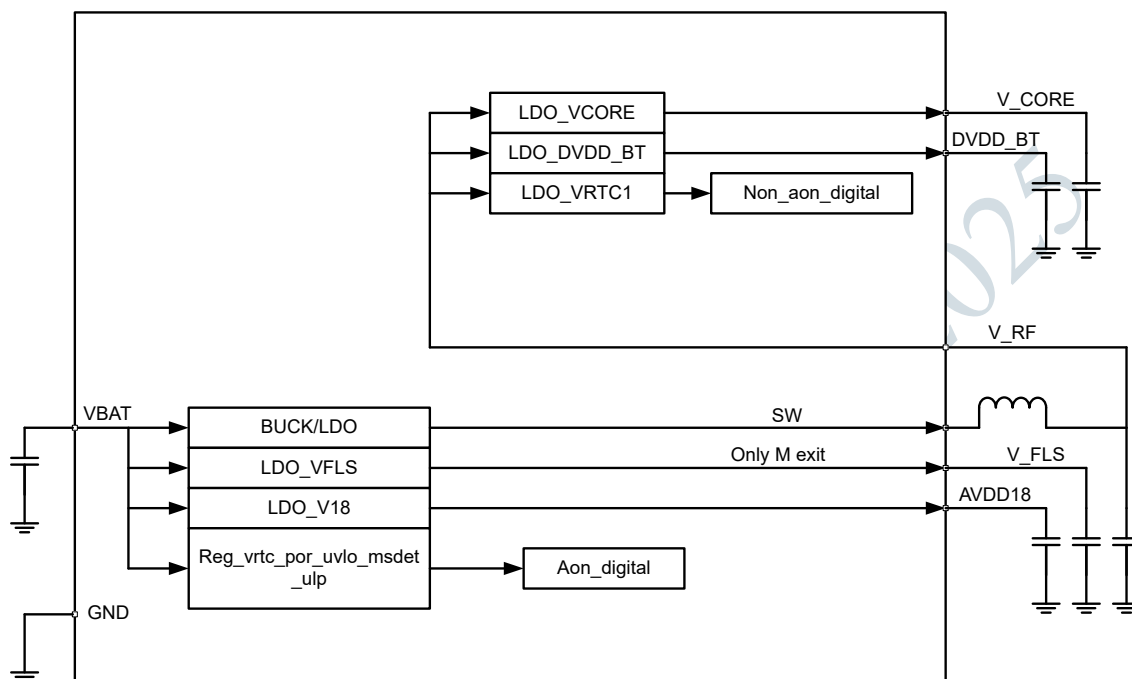 LDO_VCORE
V_CORE
LDO_DVDD_BT
DVDD_BT
LDO_VRTC1
Non_aon_digital
2025
V_RF
VBAT
BUCK/LDO
SW
LDO_VFLS
Only M exit
V_FLS
LDO_V18
AVDD18
Reg_vrtc_por_uvlo_msdet
_ulp
Aon_digital
GND